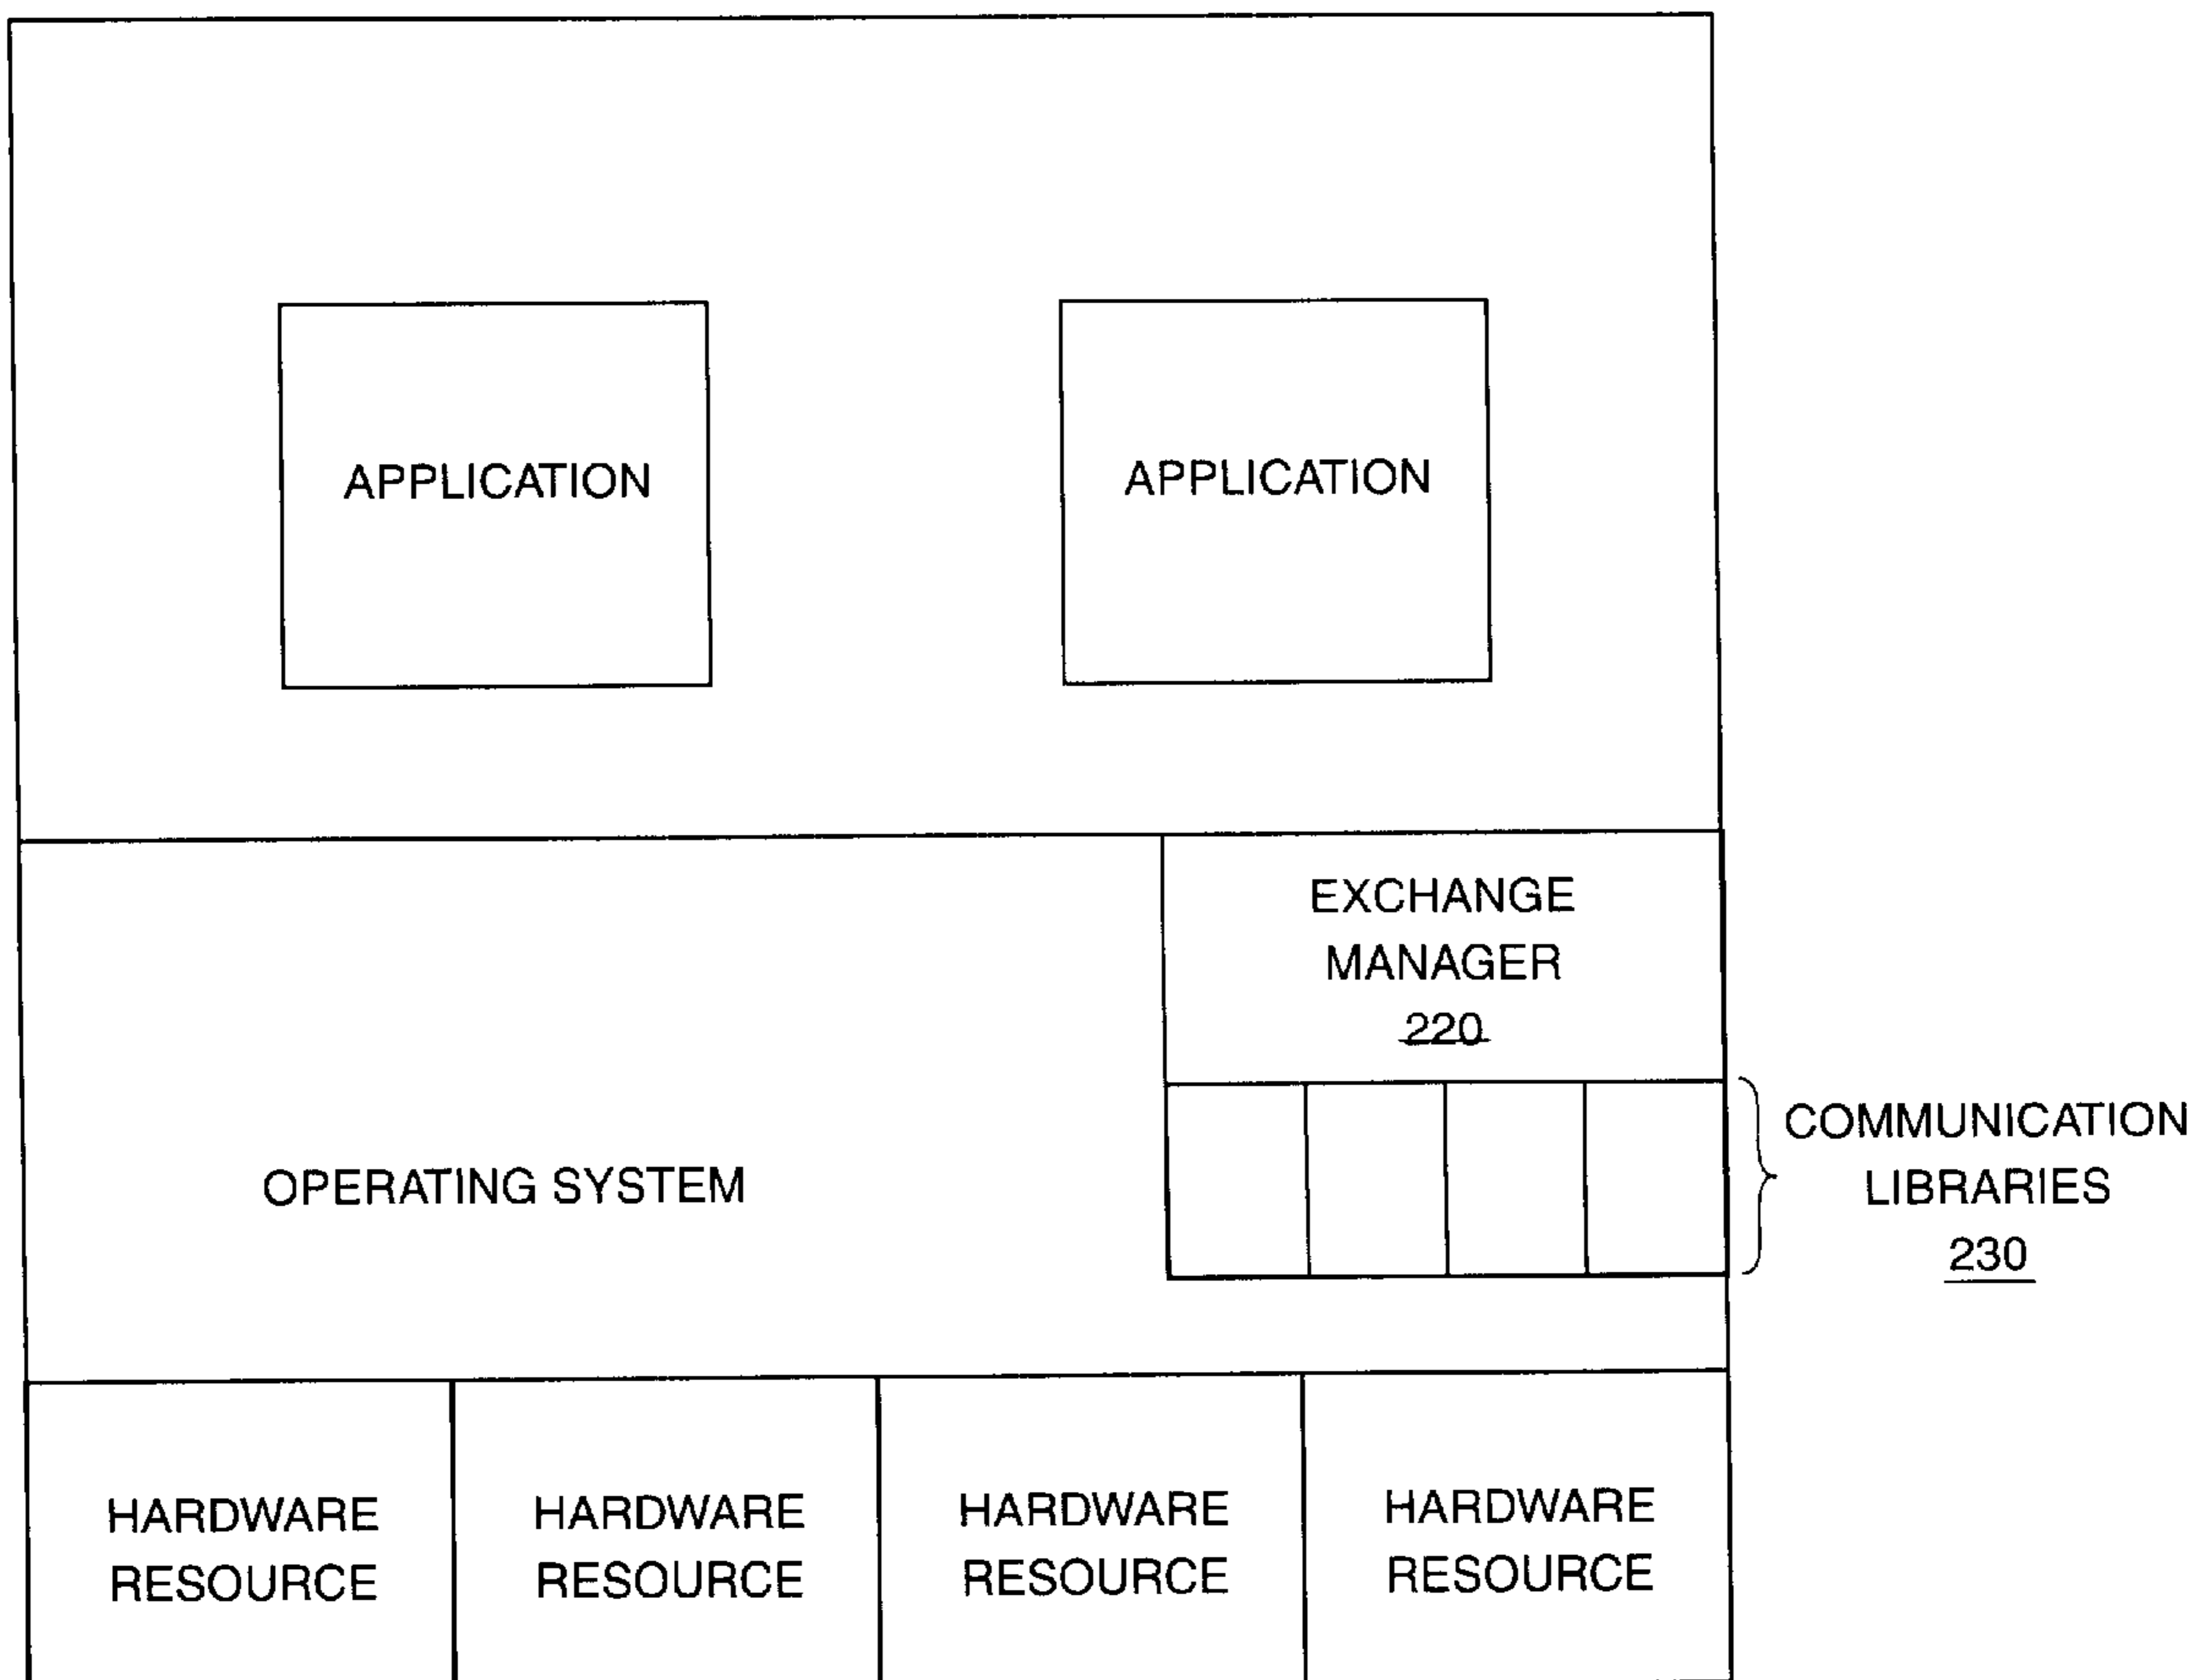 APPLICATION
APPLICATION
EXCHANGE
MANAGER
220
COMMUNICATION
LIBRARIES
230
OPERATING SYSTEM
HARDWARE
RESOURCE
HARDWARE
RESOURCE
HARDWARE
RESOURCE
HARDWARE
RESOURCE